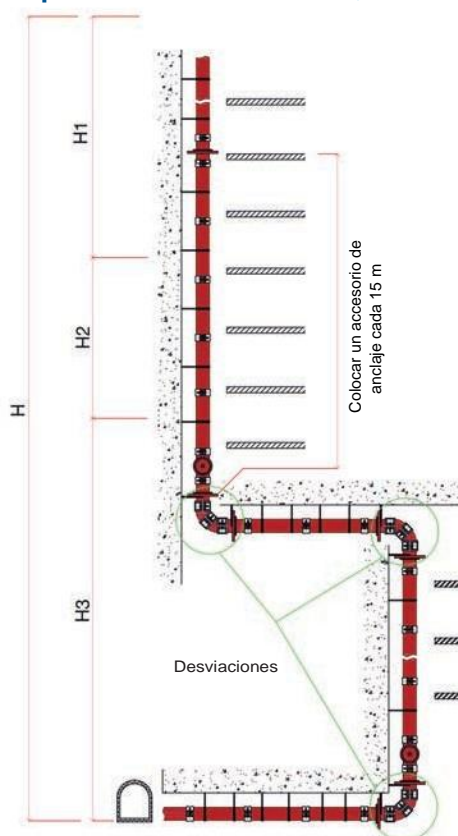 H1
H2
H
H3
Colocar un accesorio de
anclaje cada 15 m
Desviaciones